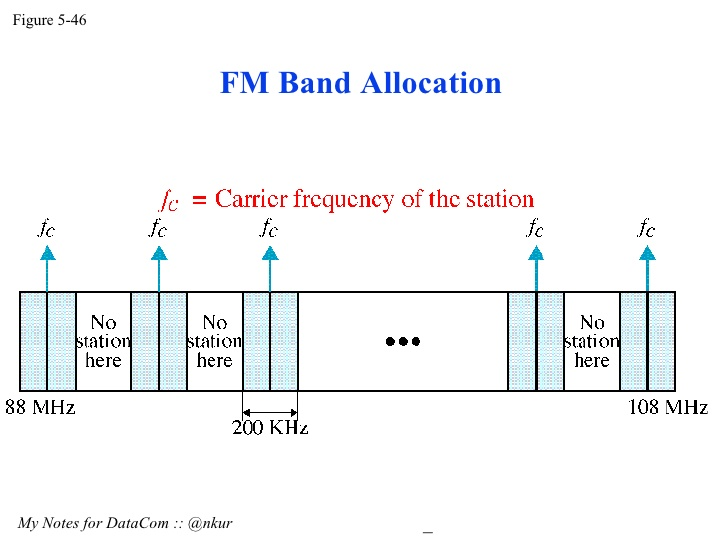 Figure 5-46
FM Band Allocation
fC = Carrier frequency of the station
fC fC fC fC fC
No station here
No station here
•••
No station here
88 MHz
200 KHz
108 MHz
My Notes for DataCom :: @nkur
_